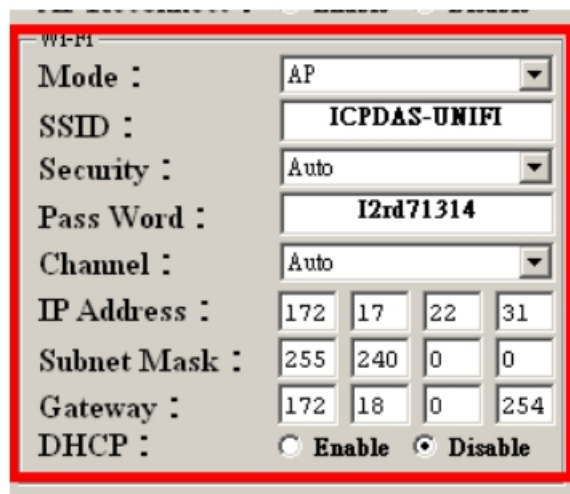 Wi-Fi
Mode : AP
SSID : ICPDAS-UNIFI
Security : Auto
Pass Word : I2rd71314
Channel : Auto
IP Address : 172 17 22 31
Subnet Mask : 255 240 0 0
Gateway : 172 18 0 254
DHCP : Enable Disable